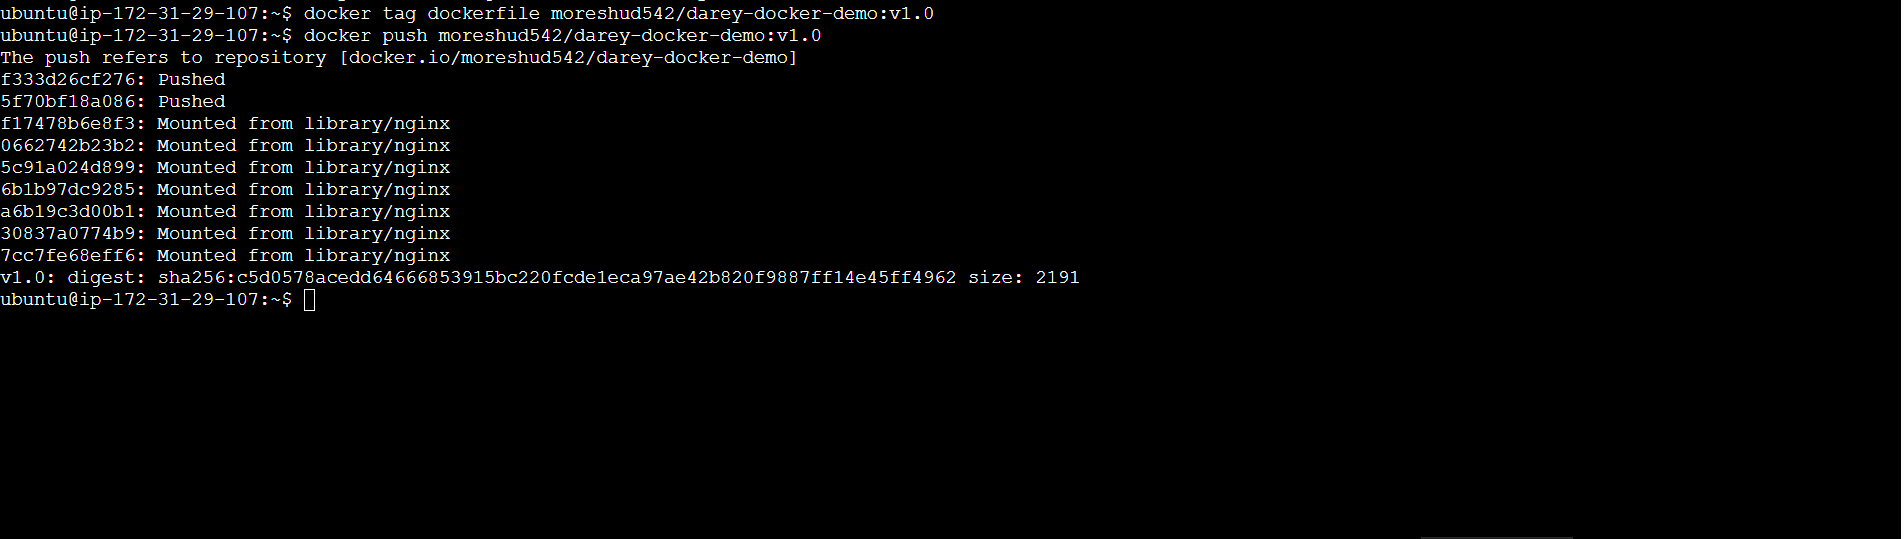 ubuntu@ip-172-31-29-107:~$ docker tag dockerfile moreshud542/darey-docker-demo:v1.0
ubuntu@ip-172-31-29-107:~$ docker push moreshud542/darey-docker-demo:v1.0
The push refers to repository [docker.io/moreshud542/darey-docker-demo]
f333d26cf276: Pushed
5f70bf18a086: Pushed
f17478b6e8f3: Mounted from library/nginx
0662742b23b2: Mounted from library/nginx
5c91a024d899: Mounted from library/nginx
6b1b97dc9285: Mounted from library/nginx
a6b19c3d00b1: Mounted from library/nginx
30837a0774b9: Mounted from library/nginx
7cc7fe68eff6: Mounted from library/nginx
v1.0: digest: sha256:c5d0578acedd64666853915bc220fcde1eca97ae42b820f9887ff14e45ff4962 size: 2191
ubuntu@ip-172-31-29-107:~$